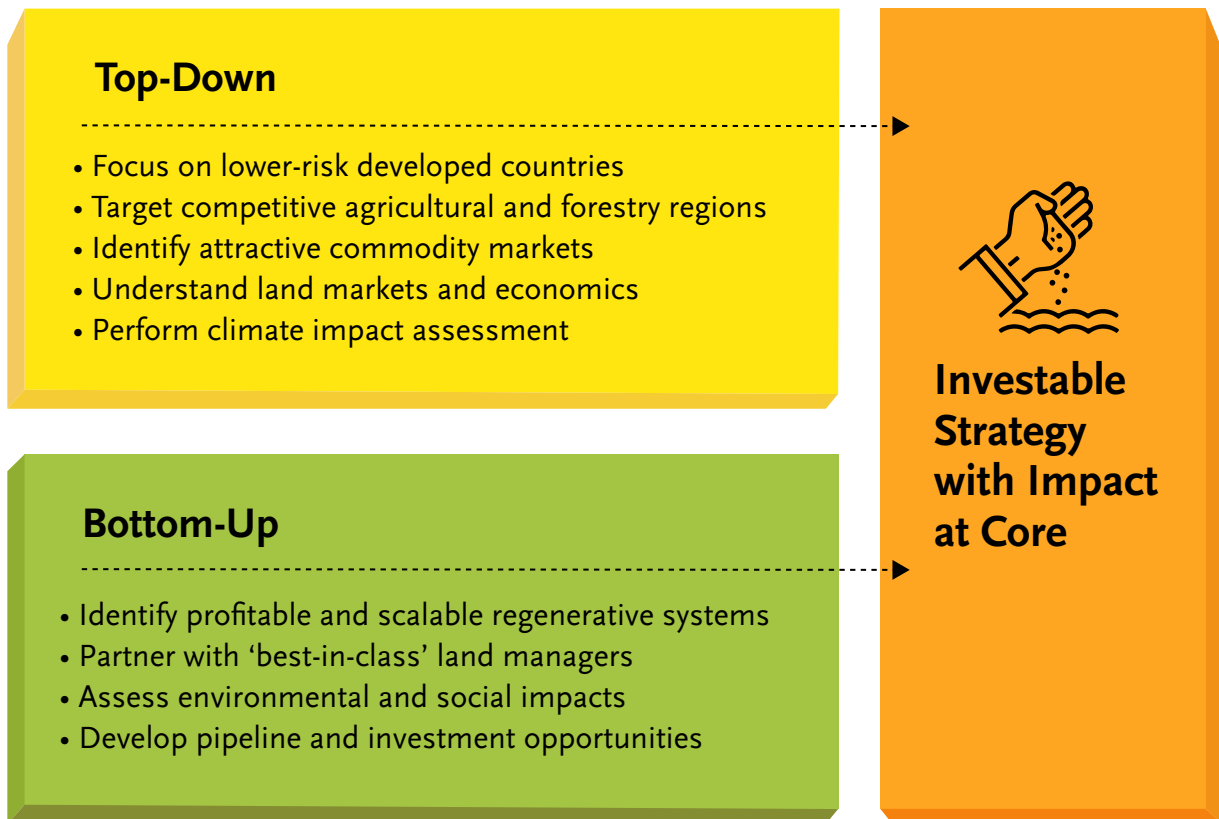 Top-Down
• Focus on lower-risk developed countries
• Target competitive agricultural and forestry regions
• Identify attractive commodity markets
• Understand land markets and economics
• Perform climate impact assessment
Bottom-Up
• Identify profitable and scalable regenerative systems
• Partner with ‘best-in-class’ land managers
• Assess environmental and social impacts
• Develop pipeline and investment opportunities
Investable
Strategy
with Impact
at Core